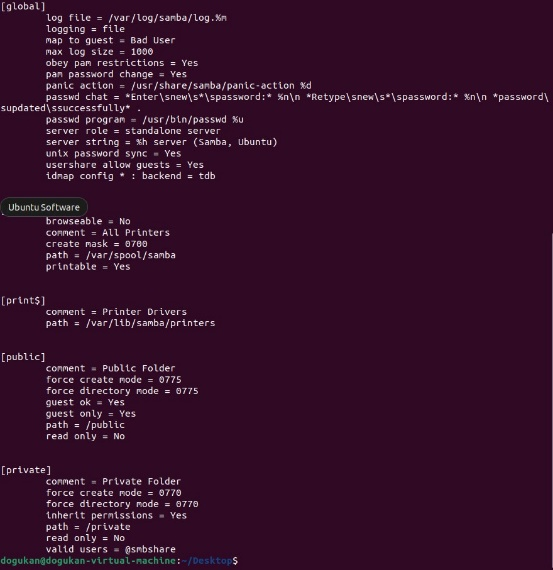 [global]
log file = /var/log/samba/log.%m
logging = file
map to guest = Bad User
max log size = 1000
obey pam restrictions = Yes
pam password change = Yes
panic action = /usr/share/samba/panic-action %d
passwd chat = *Enter\snew\s*\spassword:* %n\n *Retype\snew\s*\spassword:* %n\n *password\
supdated\ssuccessfully* .
passwd program = /usr/bin/passwd %u
server role = standalone server
server string = %h server (Samba, Ubuntu)
unix password sync = Yes
usershare allow guests = Yes
idmap config * : backend = tdb
Ubuntu Software
browseable = No
comment = All Printers
create mask = 0700
path = /var/spool/samba
printable = Yes
[print$]
comment = Printer Drivers
path = /var/lib/samba/printers
[public]
comment = Public Folder
force create mode = 0775
force directory mode = 0775
guest ok = Yes
guest only = Yes
path = /public
read only = No
[private]
comment = Private Folder
force create mode = 0770
force directory mode = 0770
inherit permissions = Yes
path = /private
read only = No
valid users = @smbshare
dogukan@dogukan-virtual-machine:~/Desktop$